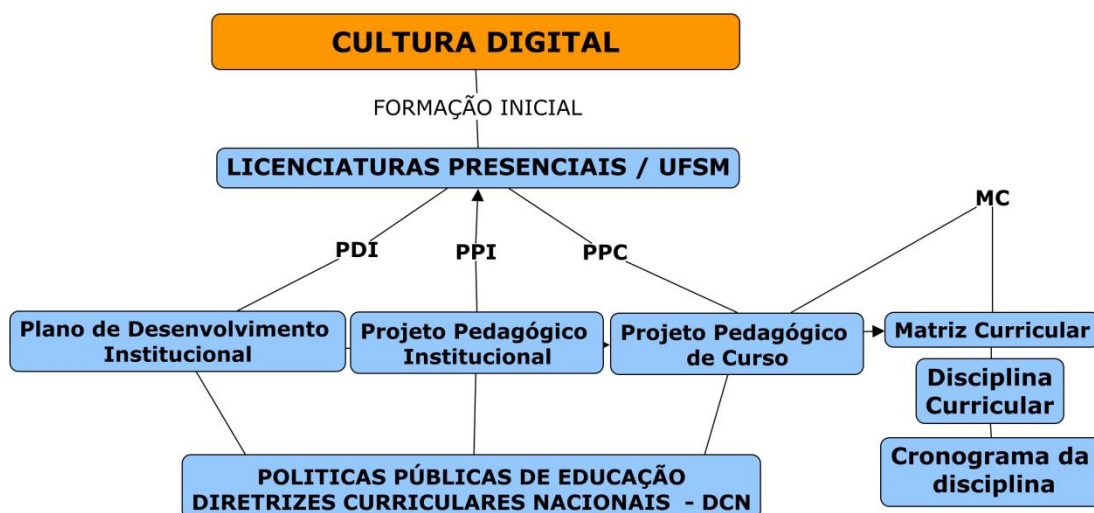 CULTURA DIGITAL
FORMAÇÃO INICIAL
LICENCIATURAS PRESENCIAIS / UFSM
MC
PDI
PPI
PPC
Plano de Desenvolvimento
Institucional
Projeto Pedagógico
Institucional
Projeto Pedagógico
de Curso
Matriz Curricular
Disciplina
Curricular
Cronograma da
disciplina
POLITICAS PÚBLICAS DE EDUCAÇÃO
DIRETRIZES CURRICULARES NACIONAIS - DCN